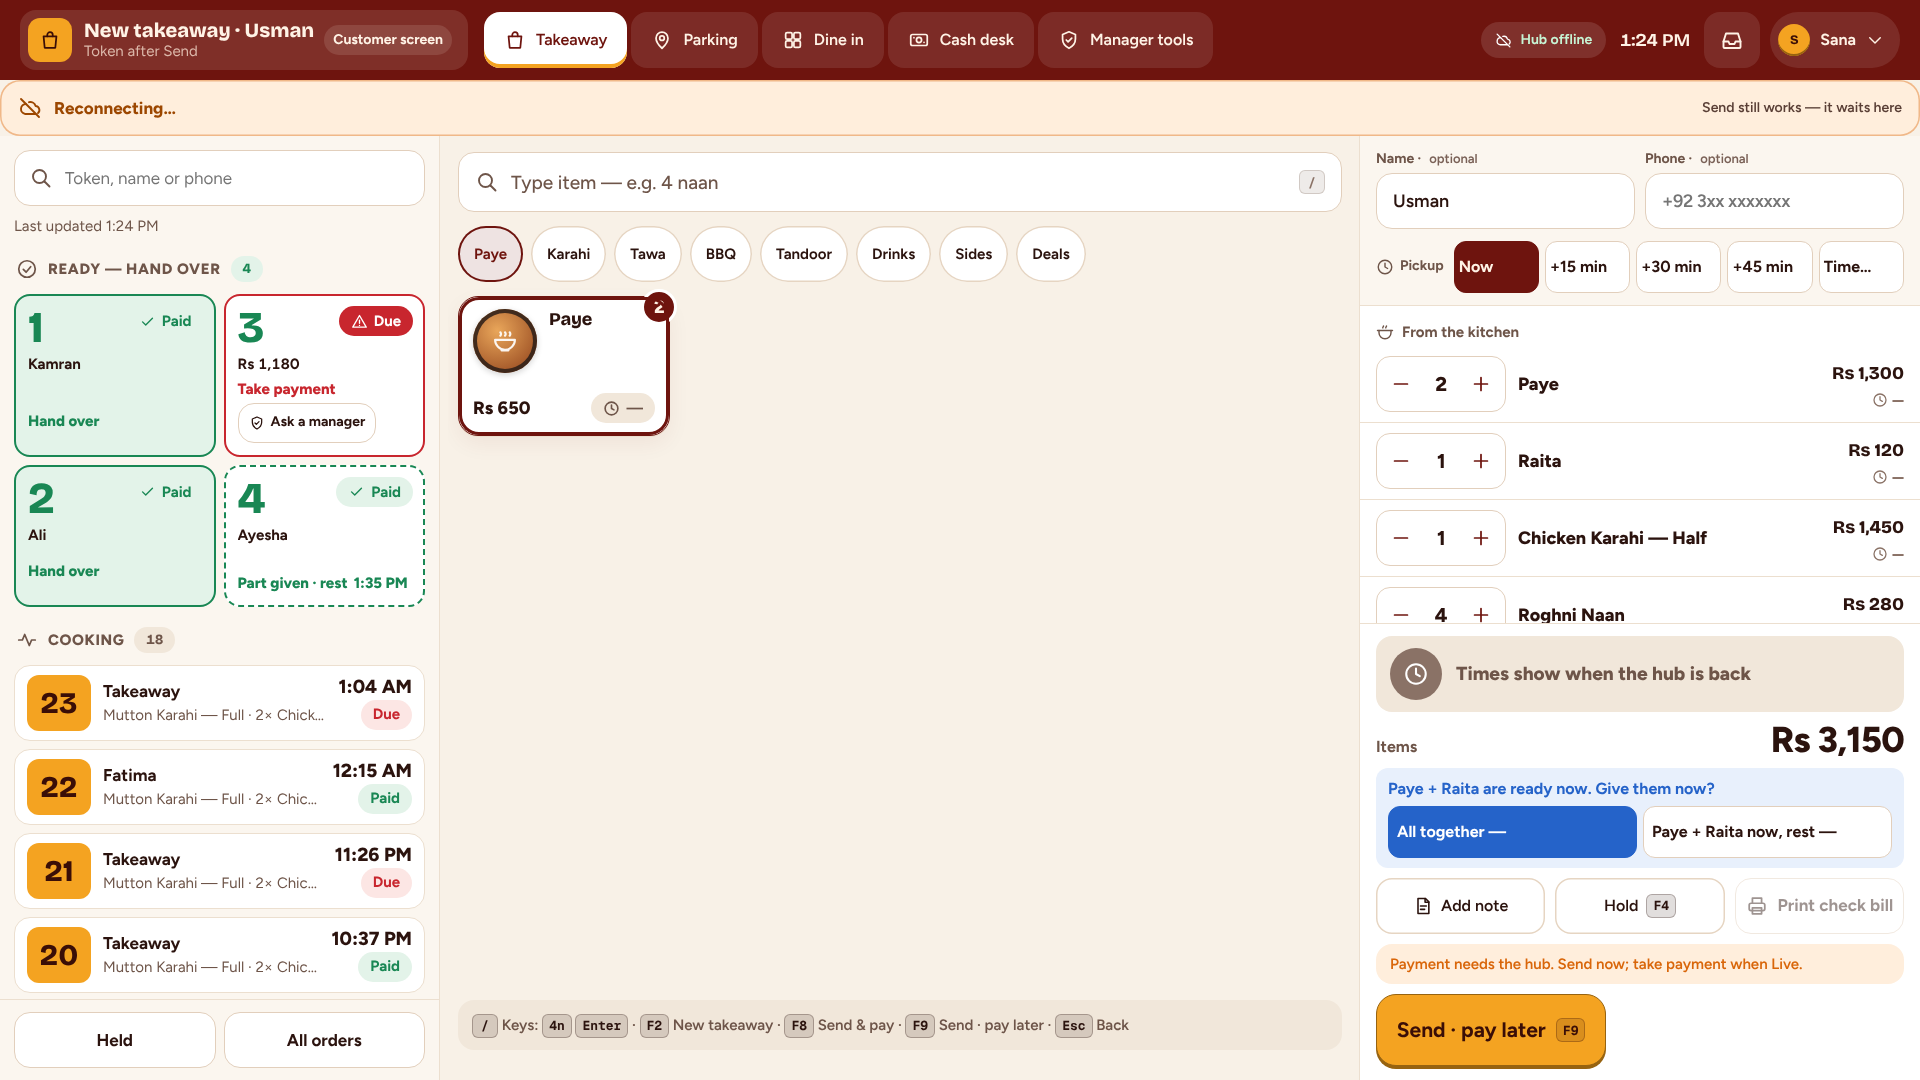 New takeaway · Usman
Token after Send
Customer screen
Takeaway
Parking
Dine in
Cash desk
Manager tools
Hub offline
1:24 PM
S
Sana
Reconnecting...
Send still works — it waits here
Token, name or phone
Last updated 1:24 PM
READY — HAND OVER 4
1
Paid
Kamran
Hand over
3
Due
Rs 1,180
Take payment
Ask a manager
2
Paid
Ali
Hand over
4
Paid
Ayesha
Part given · rest 1:35 PM
COOKING 18
23
Takeaway
1:04 AM
Mutton Karahi — Full · 2× Chick...
Due
22
Fatima
12:15 AM
Mutton Karahi — Full · 2× Chic...
Paid
21
Takeaway
11:26 PM
Mutton Karahi — Full · 2× Chic...
Due
20
Takeaway
10:37 PM
Mutton Karahi — Full · 2× Chic...
Paid
Held
All orders
Type item — e.g. 4 naan
/
Paye
Karahi
Tawa
BBQ
Tandoor
Drinks
Sides
Deals
2
Paye
Rs 650
—
/ Keys: 4n Enter · F2 New takeaway · F8 Send & pay · F9 Send · pay later · Esc Back
Name · optional
Phone · optional
Usman
+92 3xx xxxxxxx
Pickup
Now
+15 min
+30 min
+45 min
Time...
From the kitchen
— 2 +
Paye
Rs 1,300
—
— 1 +
Raita
Rs 120
—
— 1 +
Chicken Karahi — Half
Rs 1,450
—
— 4 +
Roghni Naan
Rs 280
Times show when the hub is back
Items
Rs 3,150
Paye + Raita are ready now. Give them now?
All together —
Paye + Raita now, rest —
Add note
Hold F4
Print check bill
Payment needs the hub. Send now; take payment when Live.
Send · pay later F9